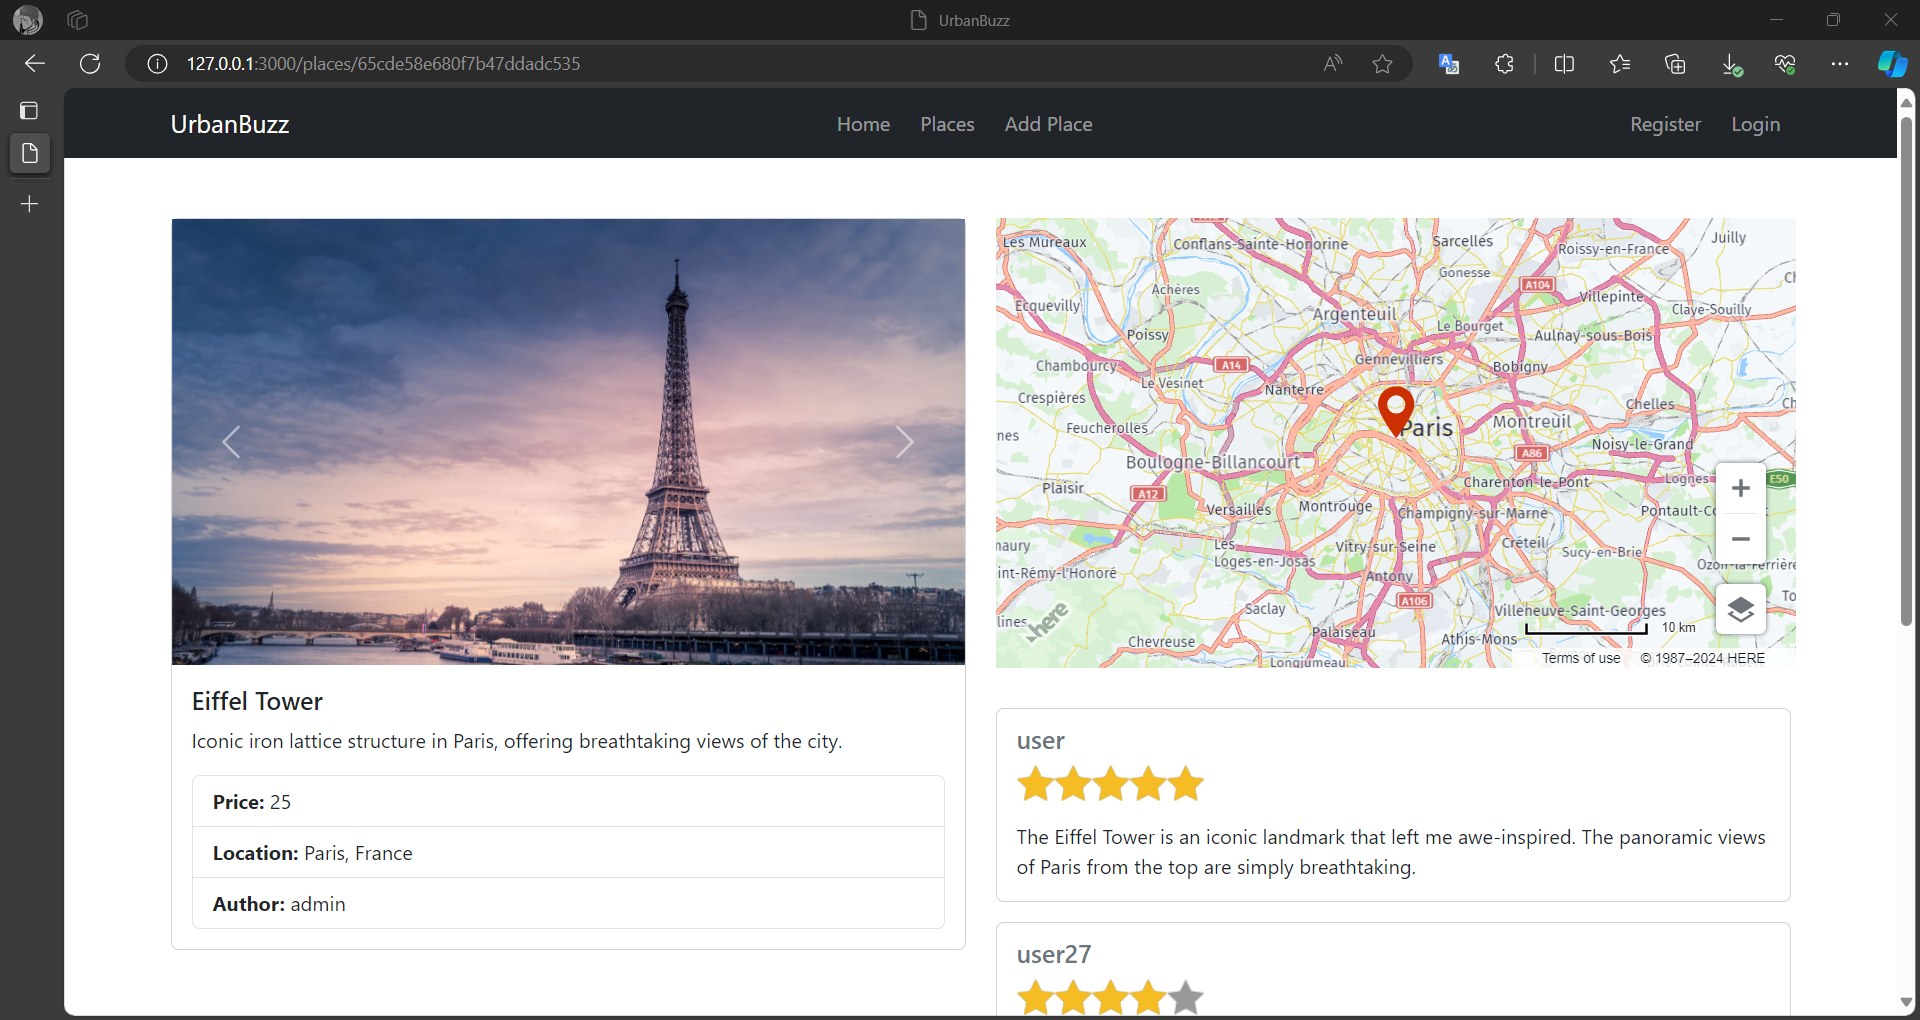 UrbanBuzz
127.0.0.1:3000/places/65cde58e680f7b47ddadc535
UrbanBuzz
Home Places Add Place
Register Login
Les Mureaux
Conflans-Sainte-Honorine
Sarcelles
Roissy-en-France
Juilly
Gonesse
Achères
A104
Villepinte
Ecquevilly
Argenteuil
Claye-Souilly
Poissy
Le Bourget
Aulnay-sous-Bois
Chambourcy
A14
Gennevilliers
Bobigny
Le Vésinet
Nanterre
Crespières
Chelles
Feucherolles
Paris
Montreuil
Noisy-le-Grand
Boulogne-Billancourt
A86
Plaisir
A12
Charenton-le-Pont
Lognes
E50
Versailles
Montrouge
Champigny-sur-Marne
Pontault-C
Les
Loges-en-Josas
Vitry-sur-Seine
Créteil
Sucy-en-Brie
int-Rémy-l'Honoré
Antony
Ozoir-la-Ferrière
A106
Saclay
Villeneuve-Saint-Georges
here
Chevreuse
Palaiseau
Athis-Mons
10 km
Longjumeau
Terms of use © 1987–2024 HERE
Eiffel Tower
Iconic iron lattice structure in Paris, offering breathtaking views of the city.
Price: 25
Location: Paris, France
Author: admin
user
The Eiffel Tower is an iconic landmark that left me awe-inspired. The panoramic views
of Paris from the top are simply breathtaking.
user27